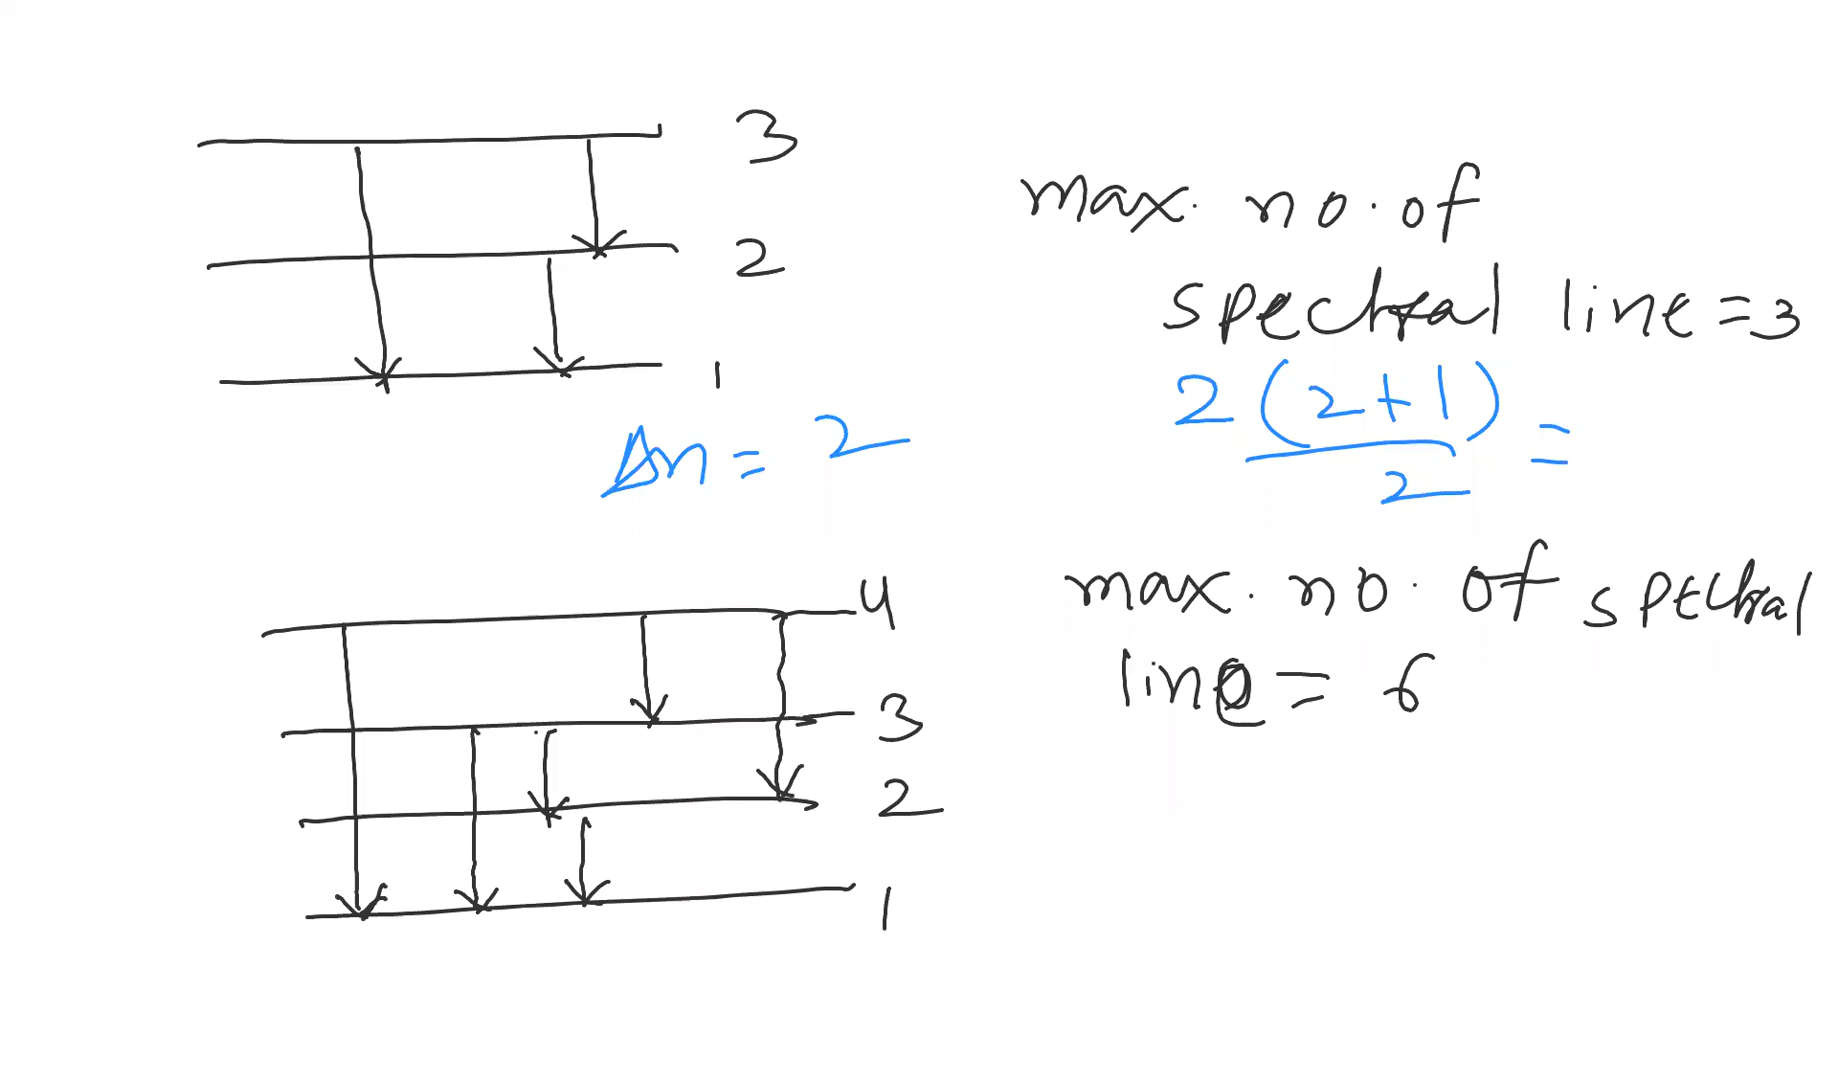 3
2
1
Δn = 2
max. no. of
spectral line = 3
2(2+1)
2
=
4
3
2
1
max. no. of spectral
line = 6